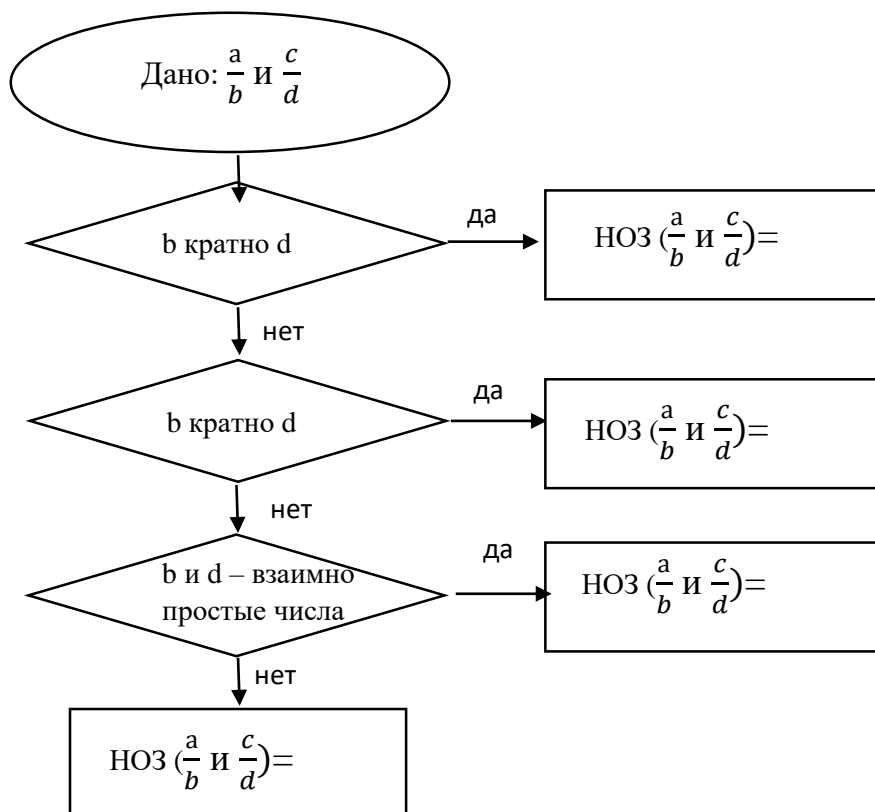 Дано: a/b и c/d
b кратно d
да
НОЗ (a/b и c/d)=
нет
b кратно d
да
НОЗ (a/b и c/d)=
нет
b и d – взаимно
простые числа
да
НОЗ (a/b и c/d)=
нет
НОЗ (a/b и c/d)=